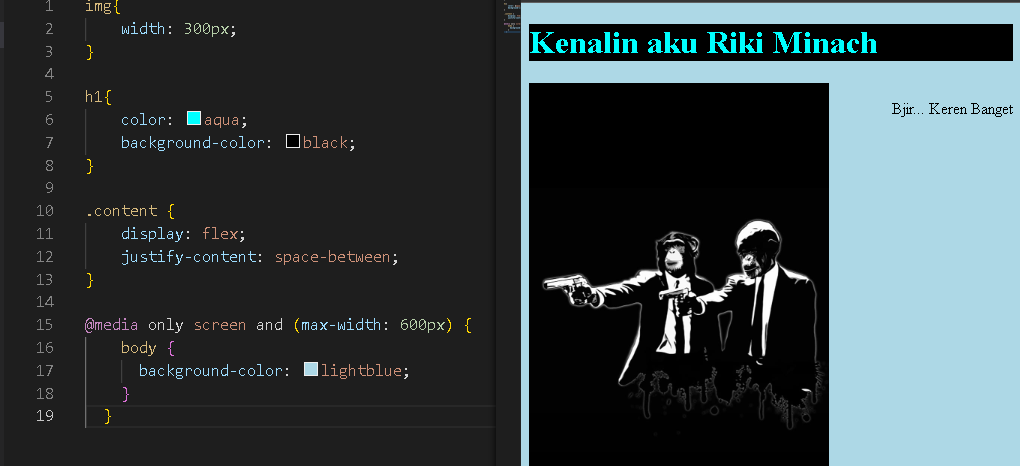 1 img{
2 width: 300px;
3 }
4
5 h1{
6 color: aqua;
7 background-color: black;
8 }
9
10 .content {
11 display: flex;
12 justify-content: space-between;
13 }
14
15 @media only screen and (max-width: 600px) {
16 body {
17 background-color: lightblue;
18 }
19 }
Kenalin aku Riki Minach
Bjir... Keren Banget